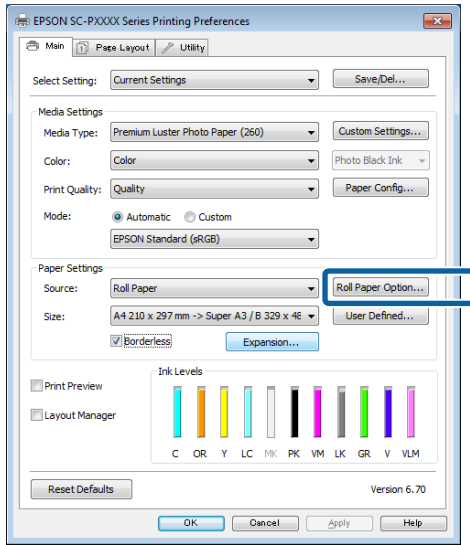 EPSON SC-PXXXX Series Printing Preferences
Main Page Layout Utility
Select Setting: Current Settings Save/Del...
Media Settings
Media Type: Premium Luster Photo Paper (260) Custom Settings...
Color: Color Photo Black Ink
Print Quality: Quality Paper Config...
Mode: Automatic Custom
EPSON Standard (sRGB)
Paper Settings
Source: Roll Paper Roll Paper Option...
Size: A4 210 x 297 mm -> Super A3 / B 329 x 48 User Defined...
Borderless Expansion...
Ink Levels
Print Preview
Layout Manager
C OR Y LC MK PK VM LK GR V VLM
Reset Defaults Version 6.70
OK Cancel Apply Help